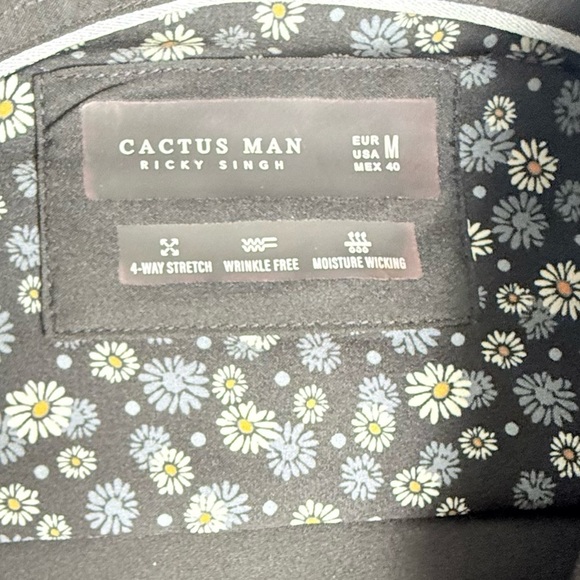 CACTUS MAN
RICKY SINGH
EUR
USA M
MEX 40
4-WAY STRETCH
WRINKLE FREE
MOISTURE WICKING